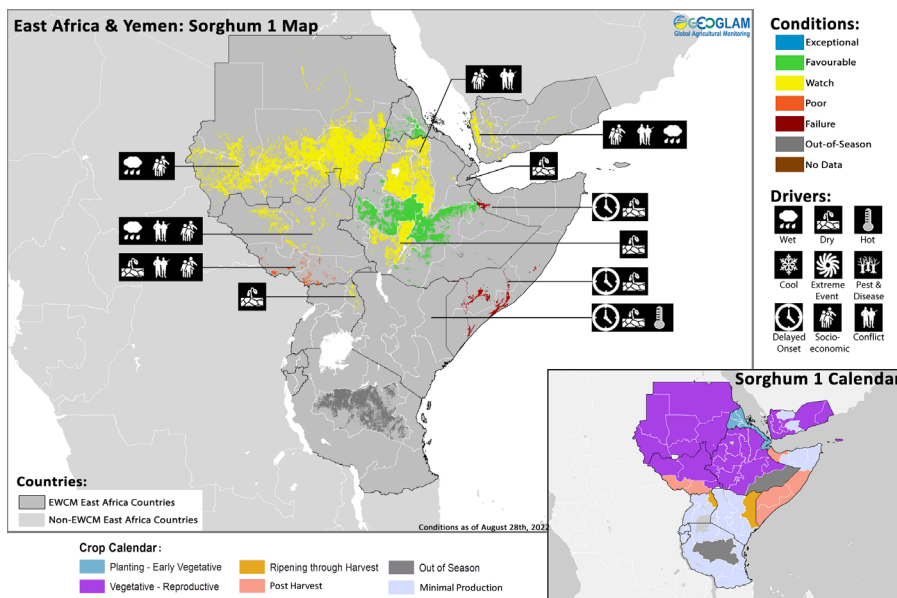 East Africa & Yemen: Sorghum 1 Map
GEOGLAM
Global Agricultural Monitoring
Conditions:
Exceptional
Favourable
Watch
Poor
Failure
Out-of-Season
No Data
Drivers:
Wet
Dry
Hot
Cool
Extreme
Event
Pest &
Disease
Delayed
Onset
Socio-
economic
Conflict
Countries:
EWCM East Africa Countries
Non-EWCM East Africa Countries
Conditions as of August 28th, 2022
Sorghum 1 Calendar
Crop Calendar:
Planting - Early Vegetative
Ripening through Harvest
Out of Season
Vegetative - Reproductive
Post Harvest
Minimal Production